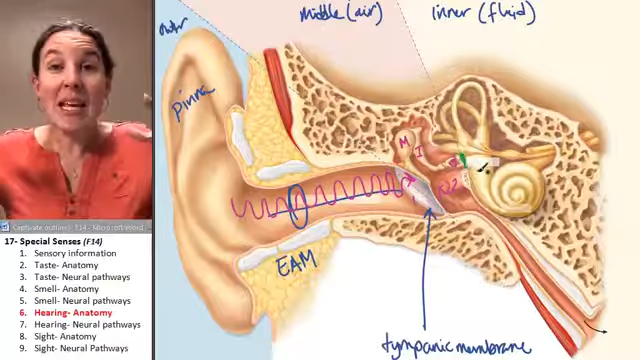 outer
middle (air)
inner (fluid)
pinna
M
I
EAM
tympanic membrane
17- Special Senses (F14)
1. Sensory information
2. Taste- Anatomy
3. Taste- Neural pathways
4. Smell- Anatomy
5. Smell- Neural pathways
6. Hearing- Anatomy
7. Hearing- Neural pathways
8. Sight- Anatomy
9. Sight- Neural Pathways